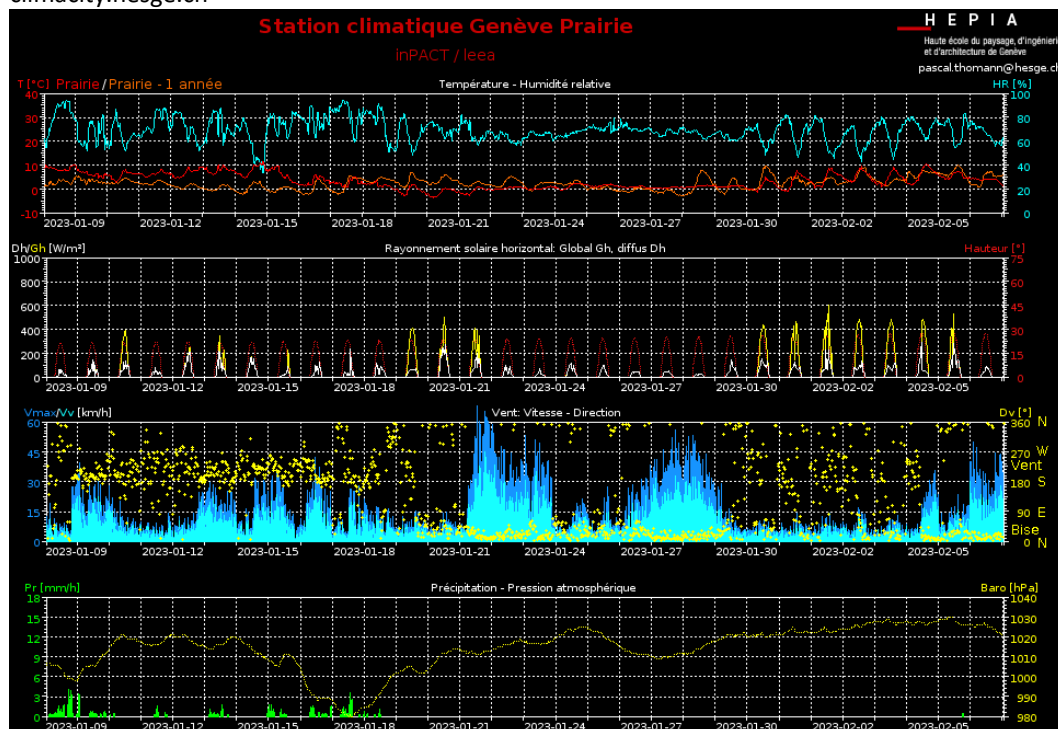 Station climatique Genève Prairie
inPACT / leea
H E P I A
Haute école du paysage, d'ingénierie
et d'architecture de Genève
pascal.thomann@hesge.ch
T[°C] Prairie/Prairie - 1 année
Température - Humidité relative
HR [%]
40
30
20
10
0
-10
100
80
60
40
20
0
2023-01-09 2023-01-12 2023-01-15 2023-01-18 2023-01-21 2023-01-24 2023-01-27 2023-01-30 2023-02-02 2023-02-05
Dh/Gh [W/m²]
Rayonnement solaire horizontal: Global Gh, diffus Dh
Hauteur [°]
1000
800
600
400
200
0
75
60
45
30
15
0
2023-01-09 2023-01-12 2023-01-15 2023-01-18 2023-01-21 2023-01-24 2023-01-27 2023-01-30 2023-02-02 2023-02-05
Vmax/Vv [km/h]
Vent: Vitesse - Direction
Dv [°]
60
45
30
15
0
360 N
270 W
Vent
180 S
90 E
Bise
0 N
2023-01-09 2023-01-12 2023-01-15 2023-01-18 2023-01-21 2023-01-24 2023-01-27 2023-01-30 2023-02-02 2023-02-05
Pr [mm/h]
Précipitation - Pression atmosphérique
Baro [hPa]
18
15
12
9
6
3
0
1040
1030
1020
1010
1000
990
980
2023-01-09 2023-01-12 2023-01-15 2023-01-18 2023-01-21 2023-01-24 2023-01-27 2023-01-30 2023-02-02 2023-02-05